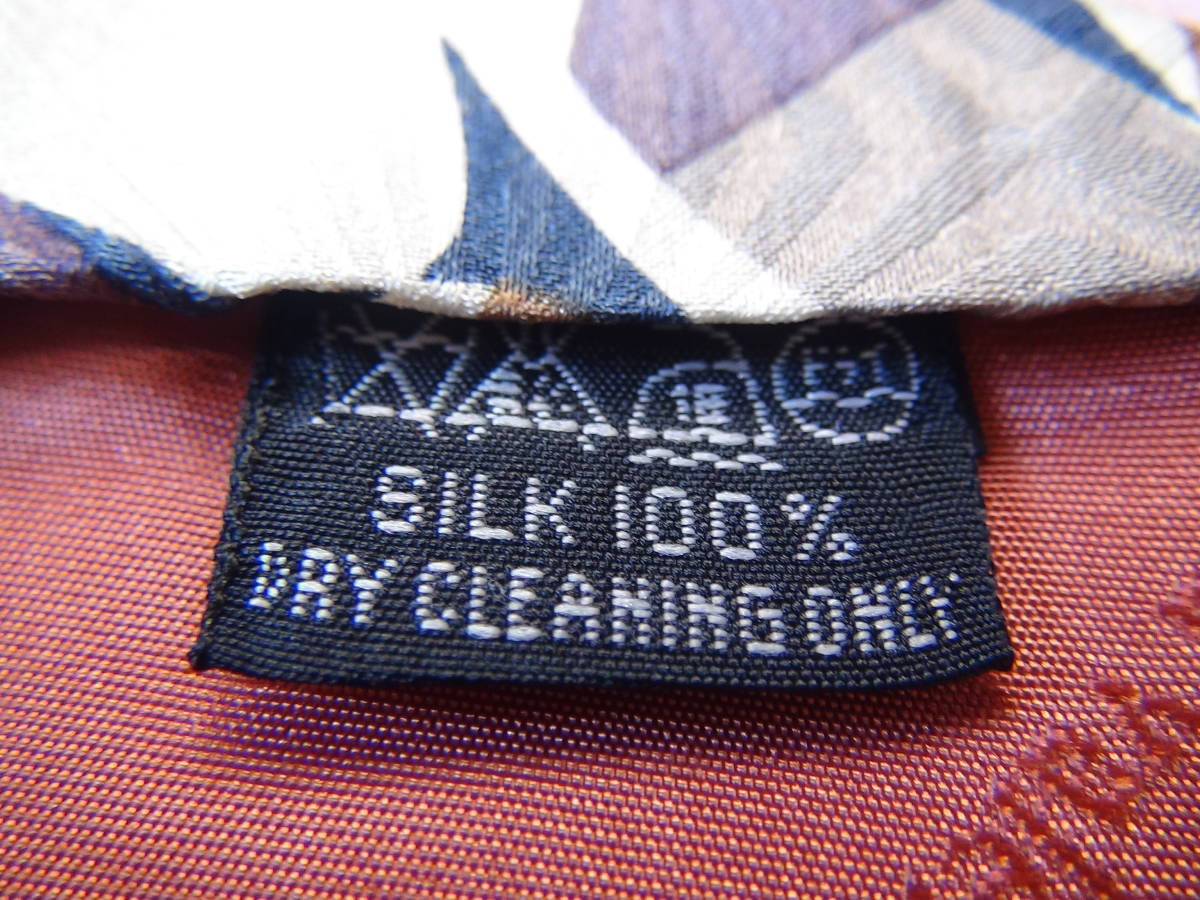 SILK 100%
DRY CLEANING ONLY